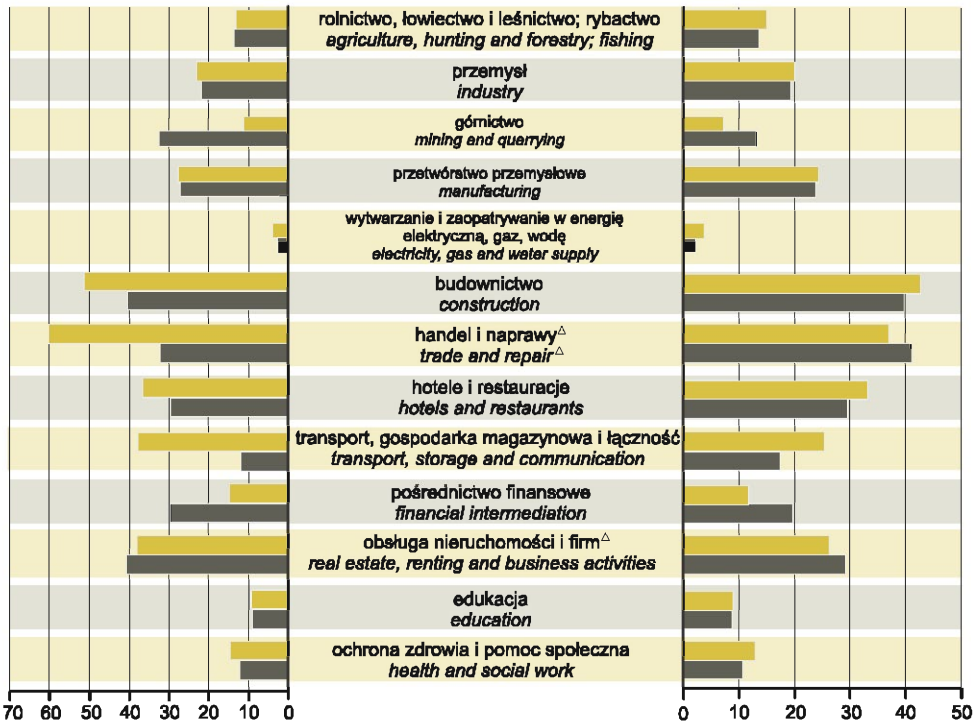 rolnictwo, łowiectwo i leśnictwo; rybactwo
agriculture, hunting and forestry; fishing
przemysł
industry
górnictwo
mining and quarrying
przetwórstwo przemysłowe
manufacturing
wytwarzanie i zaopatrywanie w energię
elektryczną, gaz, wodę
electricity, gas and water supply
budownictwo
construction
handel i naprawy△
trade and repair△
hotele i restauracje
hotels and restaurants
transport, gospodarka magazynowa i łączność
transport, storage and communication
pośrednictwo finansowe
financial intermediation
obsługa nieruchomości i firm△
real estate, renting and business activities
edukacja
education
ochrona zdrowia i pomoc społeczna
health and social work
70 60 50 40 30 20 10 0 0 10 20 30 40 50